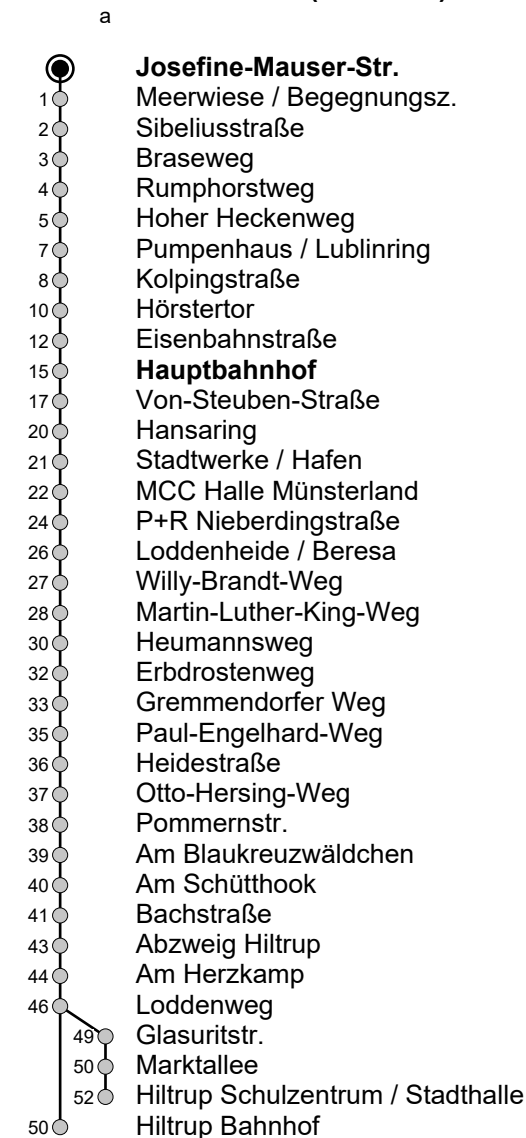 a
Josefine-Mauser-Str.
1 Meerwiese / Begegnungsz.
2 Sibeliusstraße
3 Braseweg
4 Rumphorstweg
5 Hoher Heckenweg
7 Pumpenhaus / Lublinring
8 Kolpingstraße
10 Hörstertor
12 Eisenbahnstraße
15 Hauptbahnhof
17 Von-Steuben-Straße
20 Hansaring
21 Stadtwerke / Hafen
22 MCC Halle Münsterland
24 P+R Nieberdingstraße
26 Loddenheide / Beresa
27 Willy-Brandt-Weg
28 Martin-Luther-King-Weg
30 Heumannsweg
32 Erbdrostenweg
33 Gremmendorfer Weg
35 Paul-Engelhard-Weg
36 Heidestraße
37 Otto-Hersing-Weg
38 Pommernstr.
39 Am Blaukreuzwäldchen
40 Am Schütthook
41 Bachstraße
43 Abzweig Hiltrup
44 Am Herzkamp
46 Loddenweg
49 Glasuritstr.
50 Marktallee
52 Hiltrup Schulzentrum / Stadthalle
50 Hiltrup Bahnhof